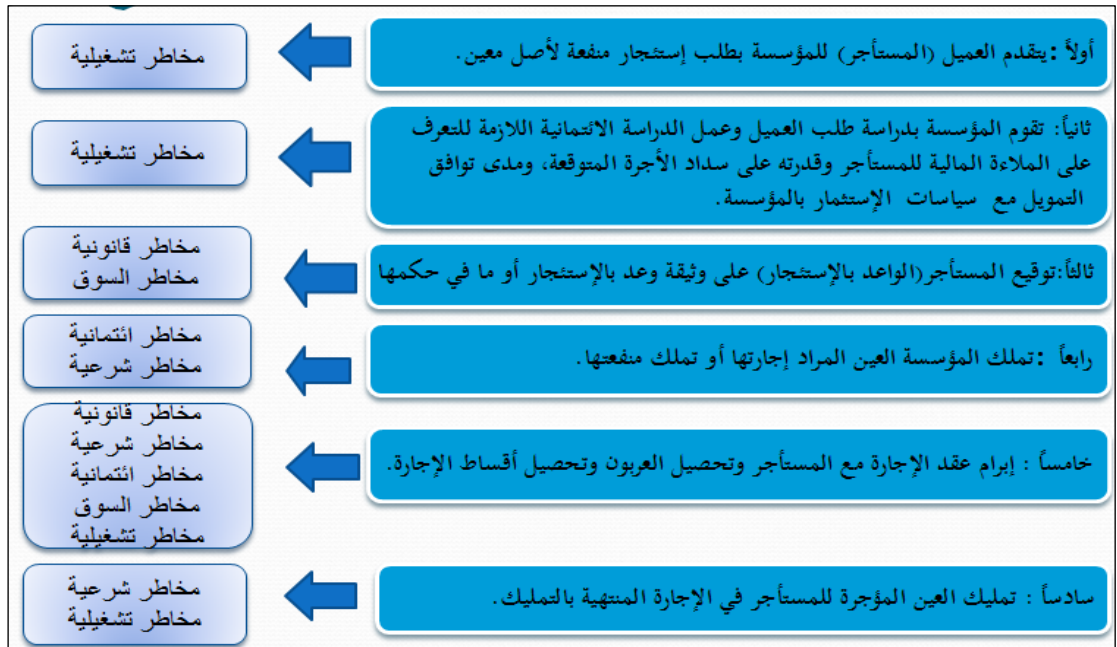 أولاً :يتقدم العميل (المستأجر) للمؤسسة بطلب إستئجار منفعة لأصل معين.
مخاطر تشغيلية
ثانياً: تقوم المؤسسة بدراسة طلب العميل وعمل الدراسة الائتمانية اللازمة للتعرف
على الملاءة المالية للمستأجر وقدرته على سداد الأجرة المتوقعة، ومدى توافق
التمويل مع سياسات الإستثمار بالمؤسسة.
مخاطر تشغيلية
ثالثاً:توقيع المستأجر(الواعد بالإستئجار) على وثيقة وعد بالإستئجار أو ما في حكمها
مخاطر قانونية
مخاطر السوق
رابعاً :تملك المؤسسة العين المراد إجارتها أو تملك منفعتها.
مخاطر ائتمانية
مخاطر شرعية
خامساً : إبرام عقد الإجارة مع المستأجر وتحصيل العربون وتحصيل أقساط الإجارة.
مخاطر قانونية
مخاطر شرعية
مخاطر ائتمانية
مخاطر السوق
مخاطر تشغيلية
سادساً : تمليك العين المؤجرة للمستأجر في الإجارة المنتهية بالتمليك.
مخاطر شرعية
مخاطر تشغيلية